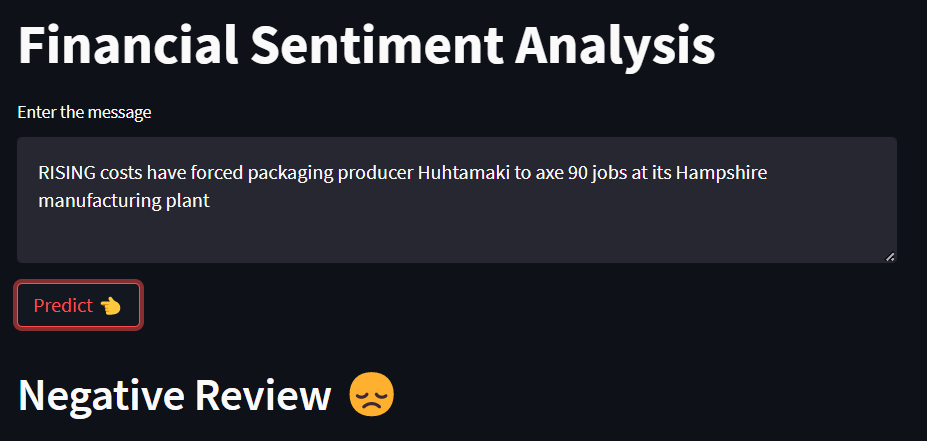 Financial Sentiment Analysis
Enter the message
RISING costs have forced packaging producer Huhtamaki to axe 90 jobs at its Hampshire
manufacturing plant
Predict 👈
Negative Review 😞